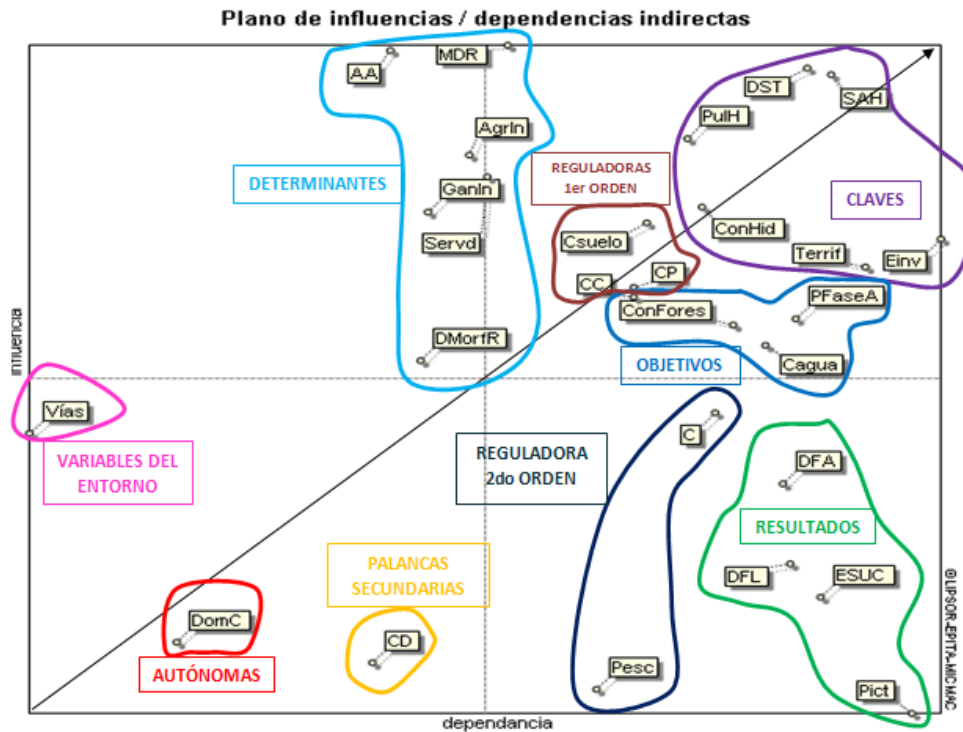 Plano de influencias / dependencias indirectas
AA
MDR
DST
SAH
PulH
AgrIn
REGULADORAS
1er ORDEN
DETERMINANTES
GanIn
CLAVES
Servd
Csuelo
ConHid
Terrif
Einv
CC
CP
PFaseA
ConFores
influencia
DMorfR
OBJETIVOS
Cagua
Vías
C
VARIABLES DEL
ENTORNO
REGULADORA
2do ORDEN
DFA
RESULTADOS
PALANCAS
SECUNDARIAS
DFL
ESUC
DomC
CD
AUTÓNOMAS
Pesc
Pict
©LIPSOR-EPITA-MICMAC
dependancia